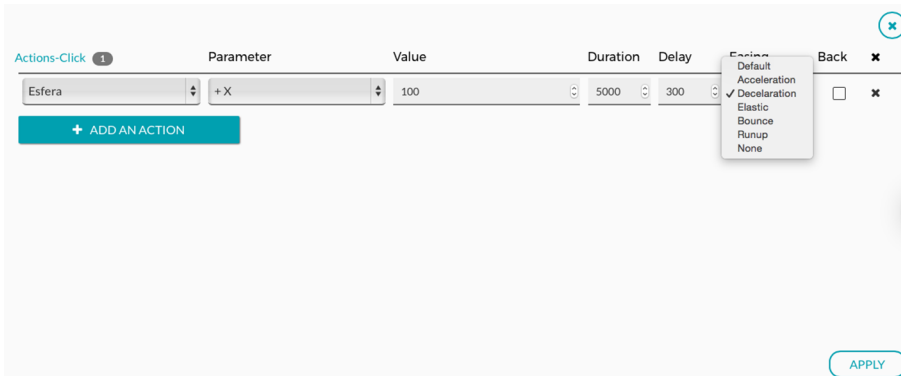 Actions-Click 1 Parameter Value Duration Delay Easing Back
Esfera + X 100 5000 300
Default
Acceleration
Decelaration
Elastic
Bounce
Runup
None
ADD AN ACTION
APPLY